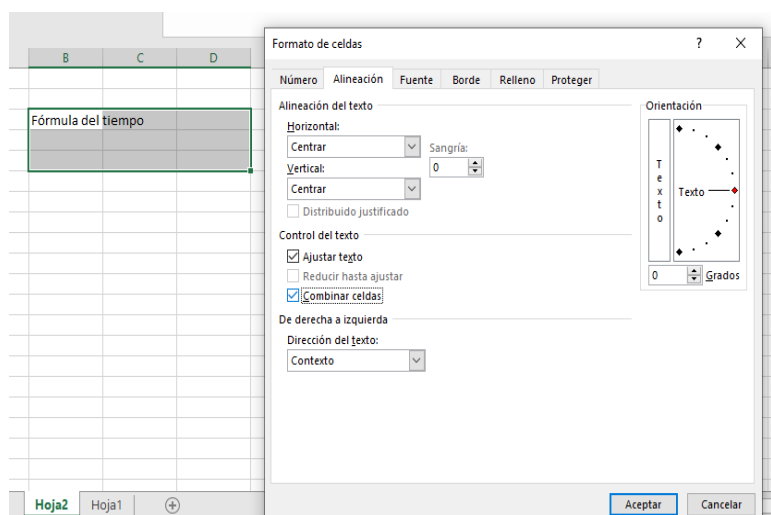 B C D
Fórmula del tiempo
Hoja2 Hoja1
Formato de celdas ? X
Número Alineación Fuente Borde Relleno Proteger
Alineación del texto
Horizontal:
Centrar
Sangría:
0
Vertical:
Centrar
Distribuido justificado
Control del texto
Ajustar texto
Reducir hasta ajustar
Combinar celdas
De derecha a izquierda
Dirección del texto:
Contexto
Orientación
Texto
Texto
0 Grados
Aceptar Cancelar